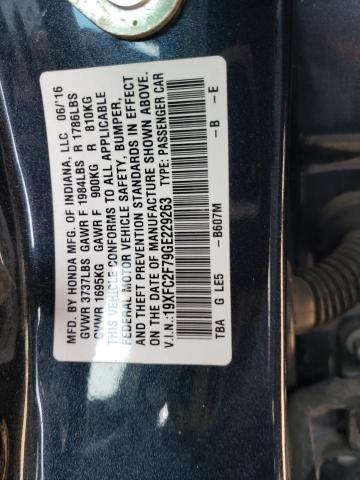 MFD. BY HONDA MFG. OF INDIANA, LLC 06/16
GVWR 3737LBS GAWR F 1984LBS R 1786LBS
GVWR 1695KG GAWR F 900KG R 810KG
THIS VEHICLE CONFORMS TO ALL APPLICABLE
FEDERAL MOTOR VEHICLE SAFETY, BUMPER,
AND THEFT PREVENTION STANDARDS IN EFFECT
ON THE DATE OF MANUFACTURE SHOWN ABOVE.
V.I.N.: 19XFC2F79GE229263 TYPE: PASSENGER CAR
TBA G LE5 -B607M -B -E